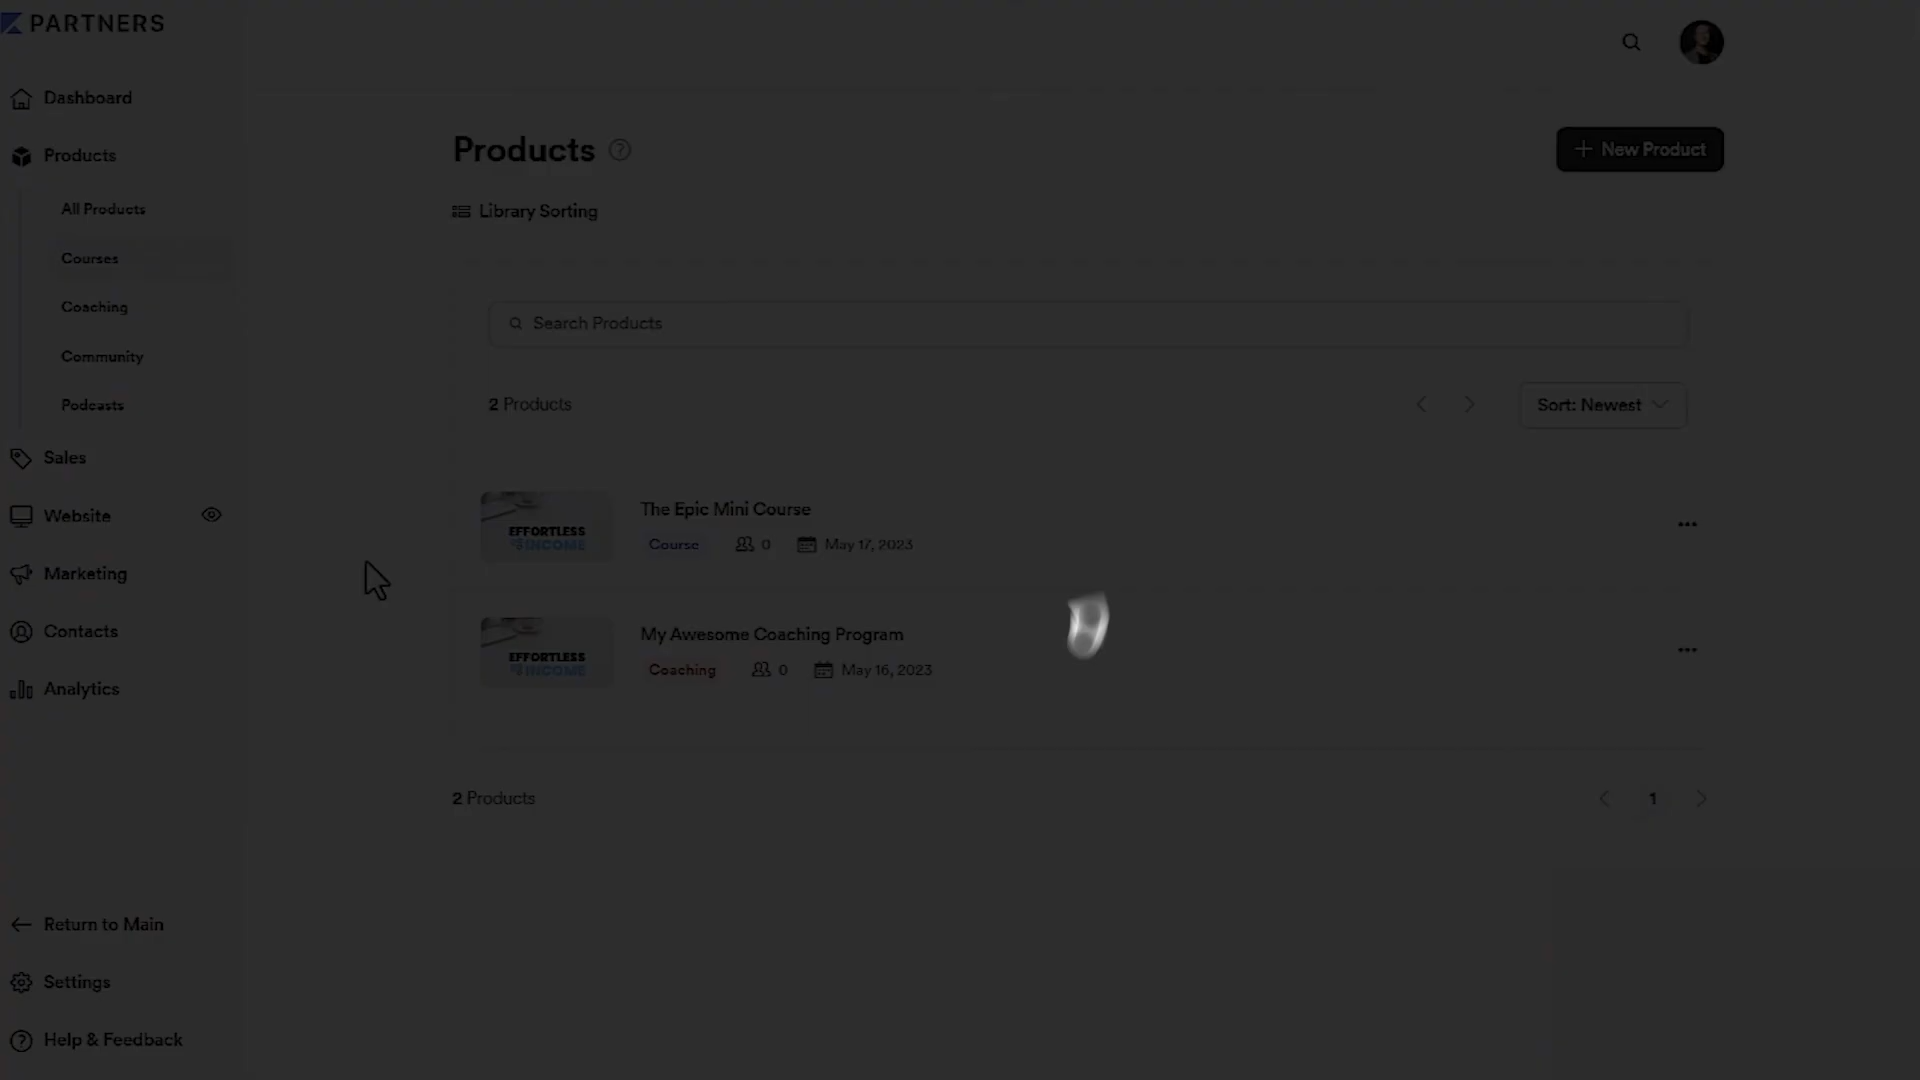 PARTNERS
Dashboard
Products
All Products
Courses
Coaching
Community
Podcasts
Sales
Website
Marketing
Contacts
Analytics
Return to Main
Settings
Help & Feedback
Products
+ New Product
Library Sorting
Search Products
2 Products
Sort: Newest
EFFORTLESS
INCOME
The Epic Mini Course
Course 0 May 17, 2023
EFFORTLESS
INCOME
My Awesome Coaching Program
Coaching 0 May 16, 2023
2 Products
1